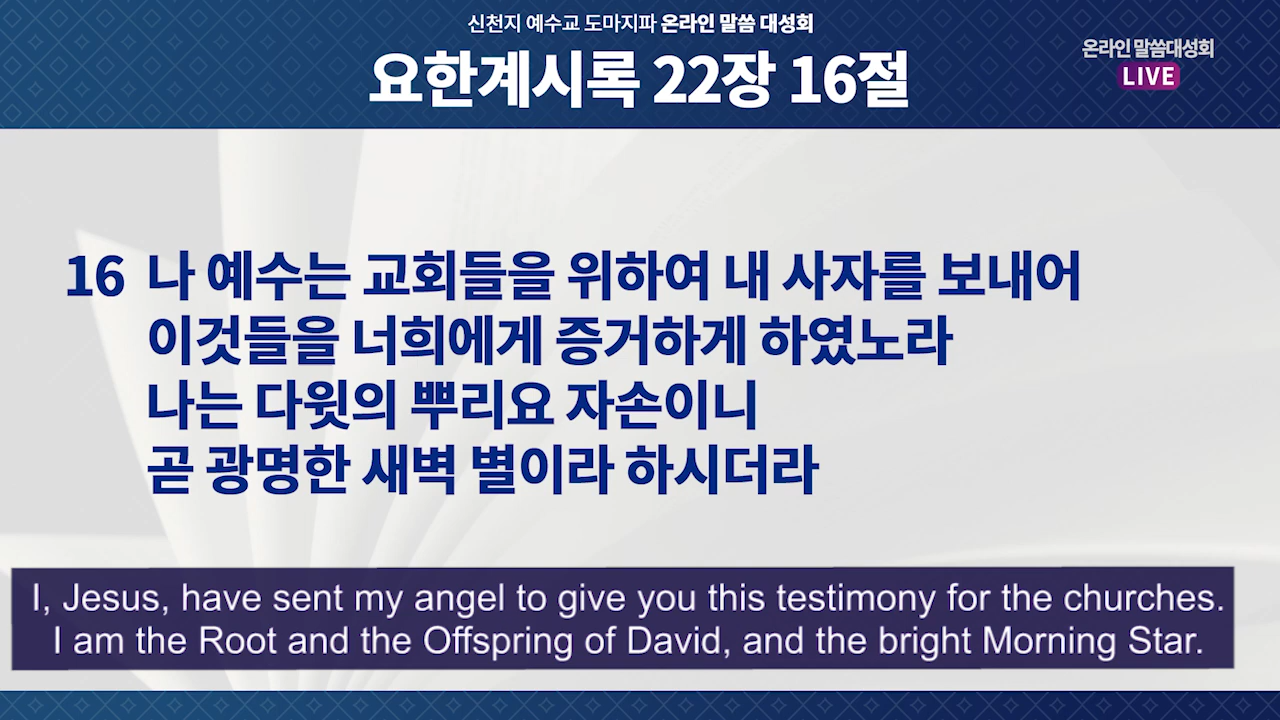 신천지 예수교 도마지파 온라인 말씀 대성회
요한계시록 22장 16절
온라인 말씀대성회
LIVE
16 나 예수는 교회들을 위하여 내 사자를 보내어
이것들을 너희에게 증거하게 하였노라
나는 다윗의 뿌리요 자손이니
곧 광명한 새벽 별이라 하시더라
I, Jesus, have sent my angel to give you this testimony for the churches.
I am the Root and the Offspring of David, and the bright Morning Star.